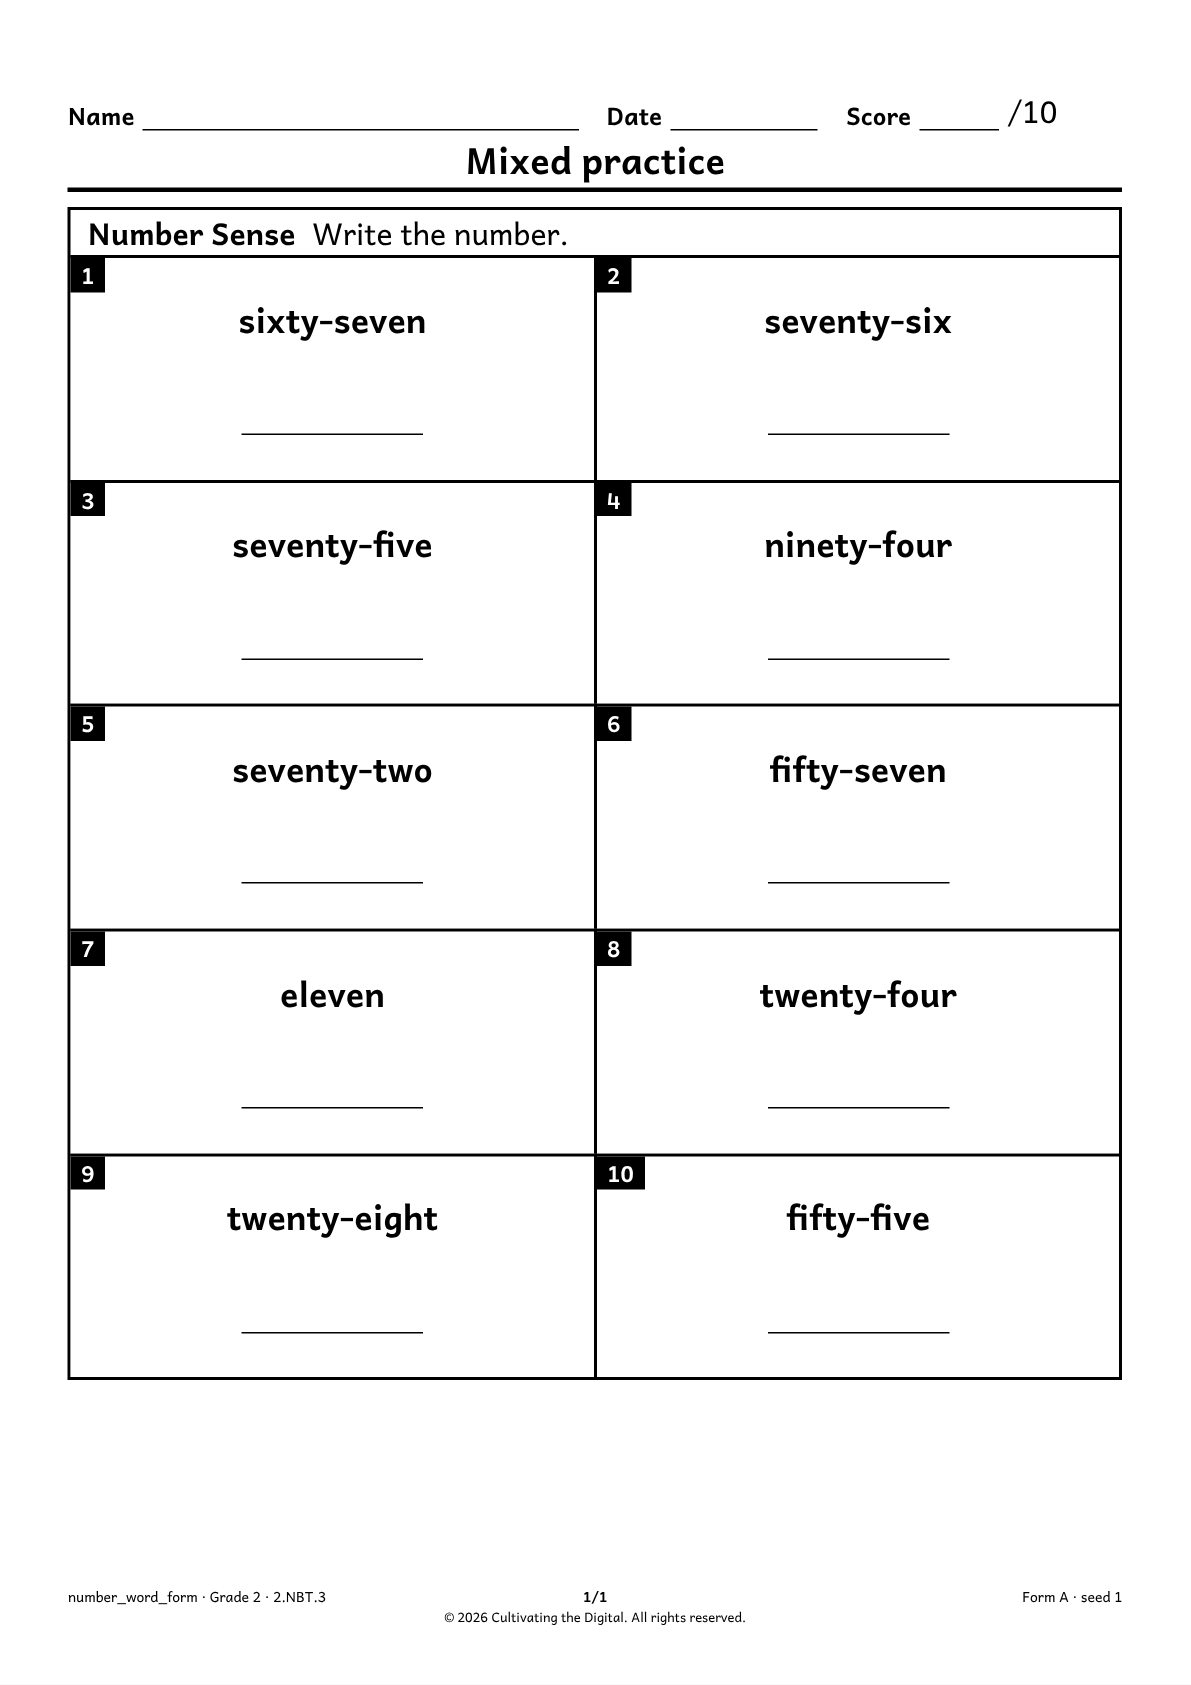 Name Date Score /10
Mixed practice
Number Sense Write the number.
1
sixty-seven
2
seventy-six
3
seventy-five
4
ninety-four
5
seventy-two
6
fifty-seven
7
eleven
8
twenty-four
9
twenty-eight
10
fifty-five
number_word_form · Grade 2 · 2.NBT.3
1/1
Form A · seed 1
© 2026 Cultivating the Digital. All rights reserved.